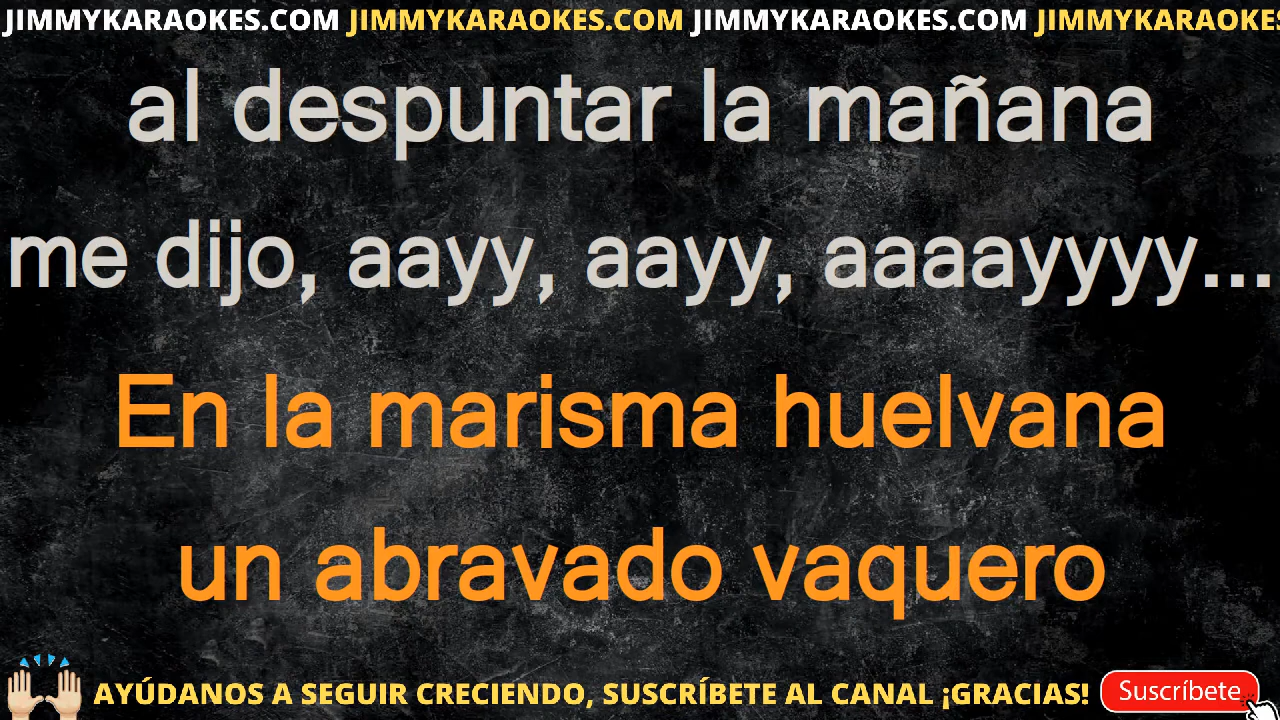 JIMMYKARAOKES.COM JIMMYKARAOKES.COM JIMMYKARAOKES.COM JIMMYKARAOKES
al despuntar la mañana
me dijo, aayy, aayy, aaaayyyy...
En la marisma huelvana
un abravado vaquero
AYÚDANOS A SEGUIR CRECIENDO, SUSCRÍBETE AL CANAL ¡GRACIAS! Suscríbete